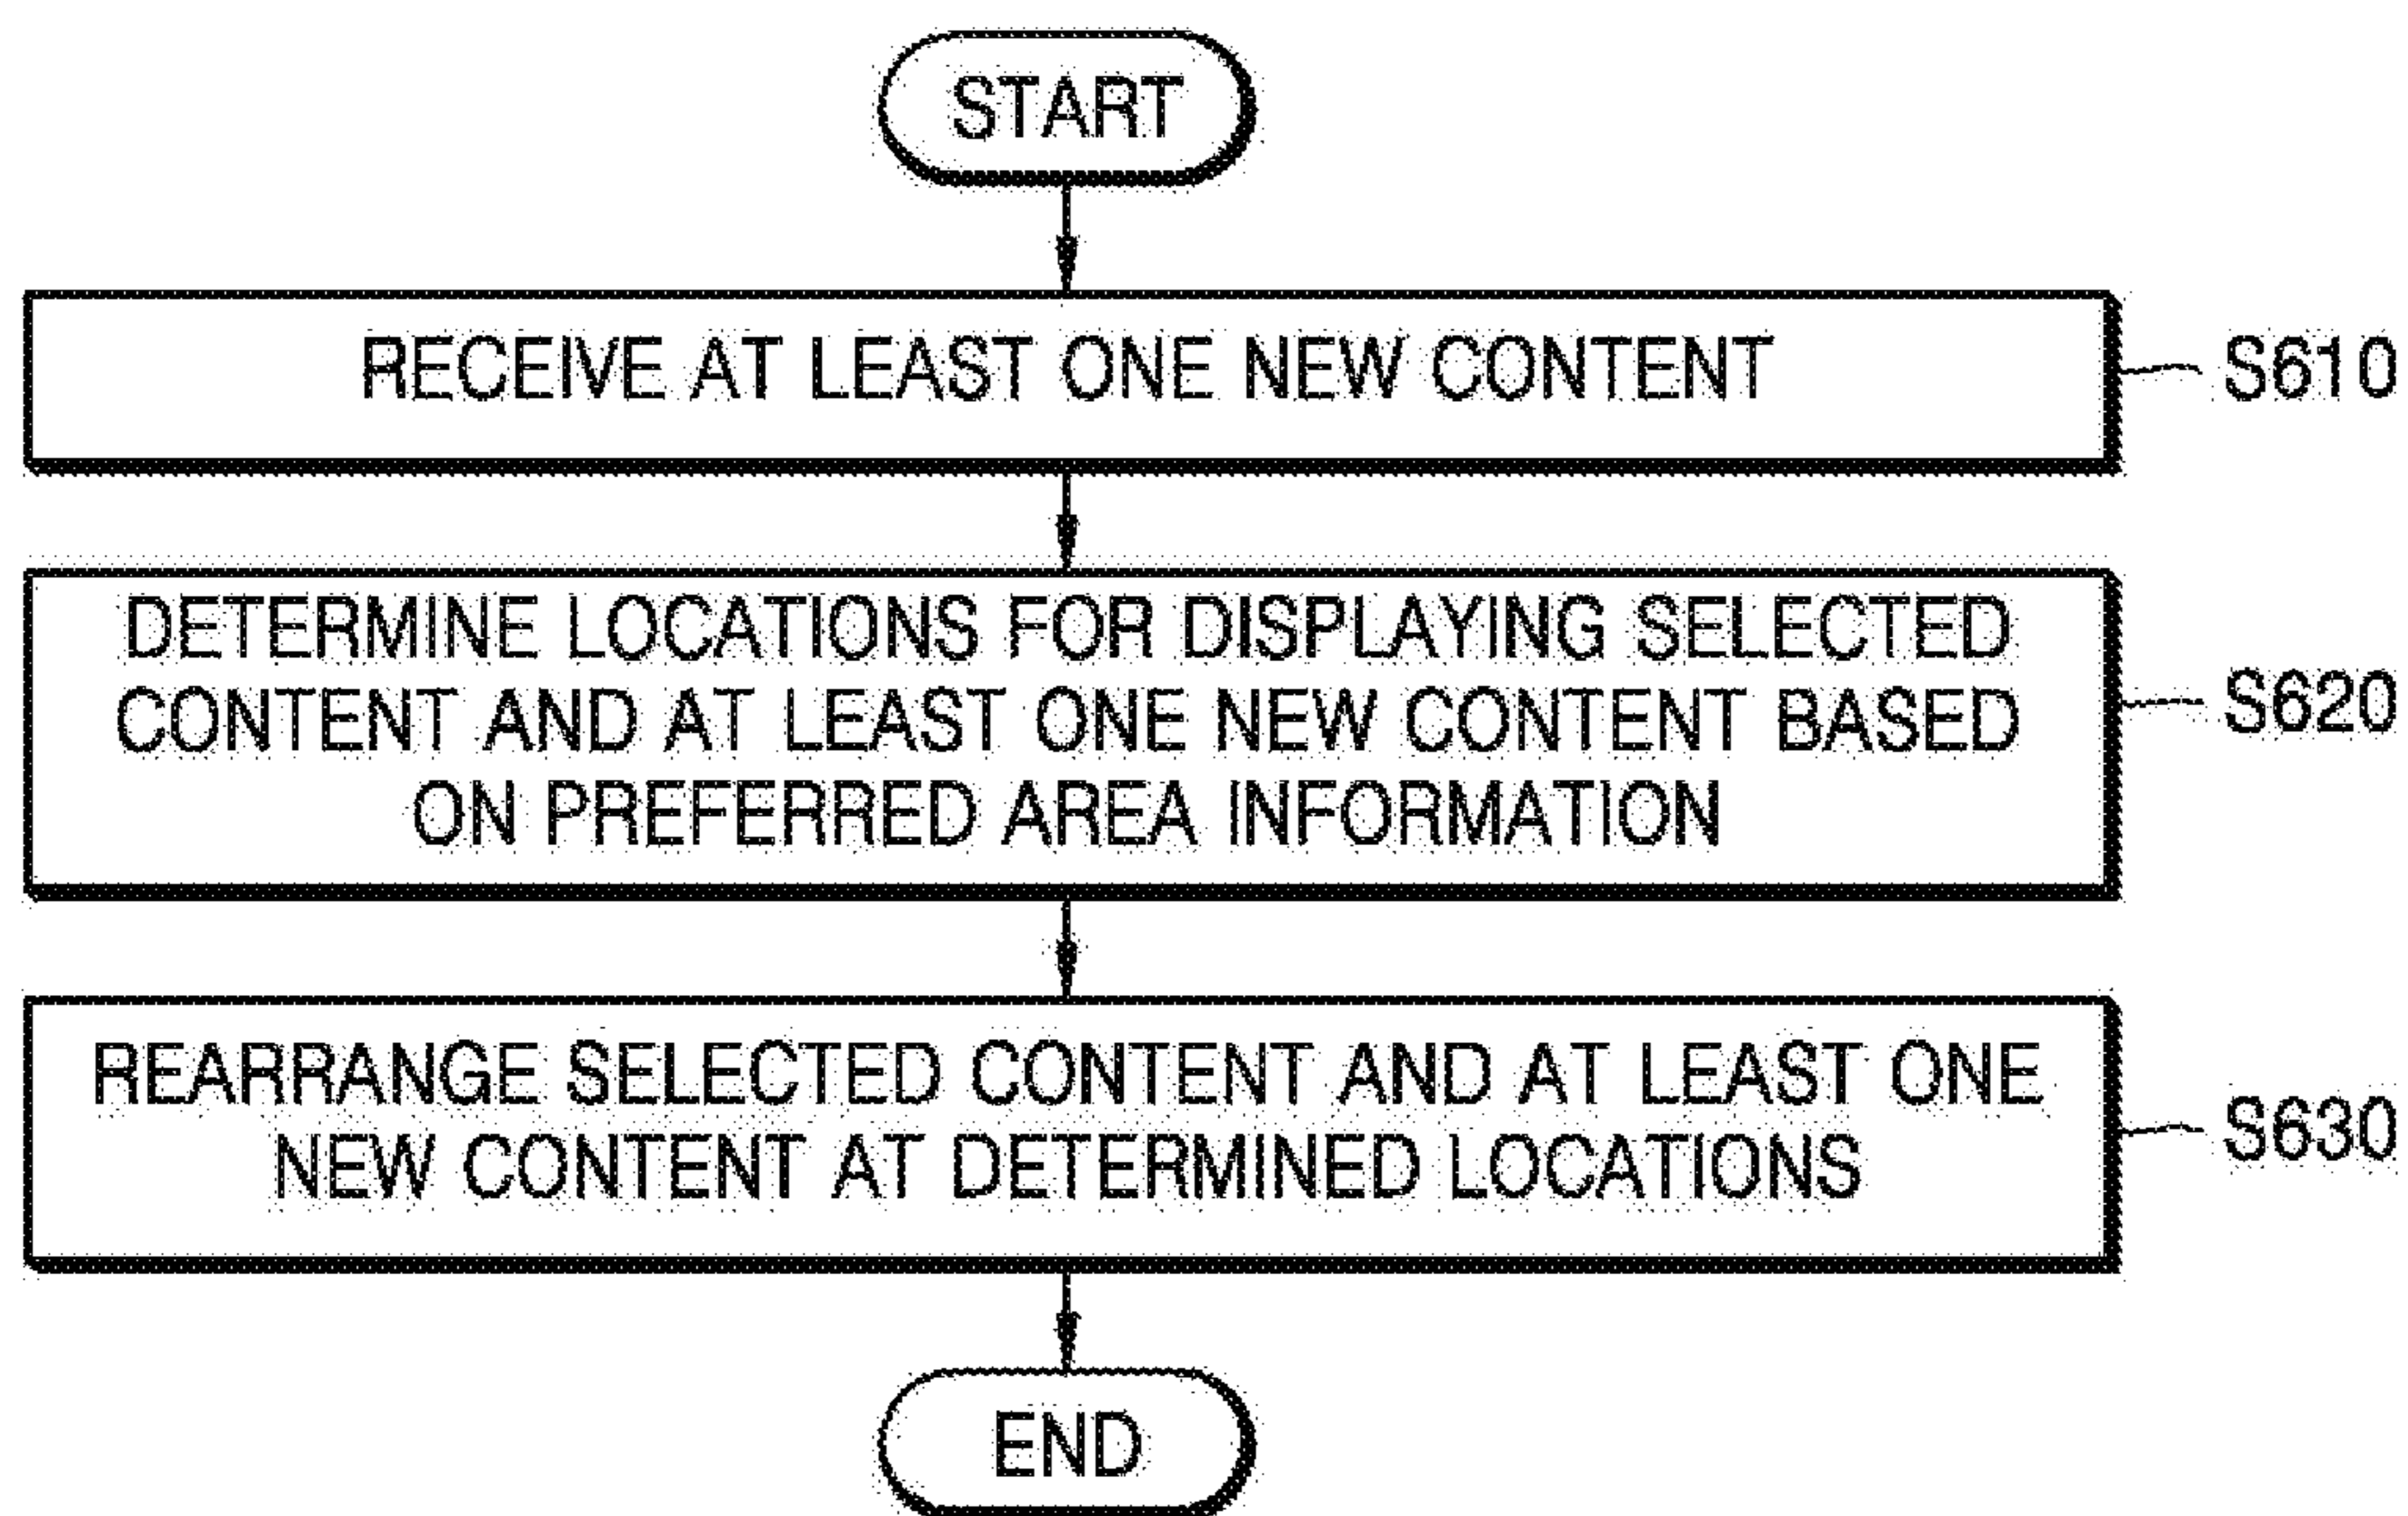 START
RECEIVE AT LEAST ONE NEW CONTENT
S610
DETERMINE LOCATIONS FOR DISPLAYING SELECTED
CONTENT AND AT LEAST ONE NEW CONTENT BASED
ON PREFERRED AREA INFORMATION
S620
REARRANGE SELECTED CONTENT AND AT LEAST ONE
NEW CONTENT AT DETERMINED LOCATIONS
S630
END